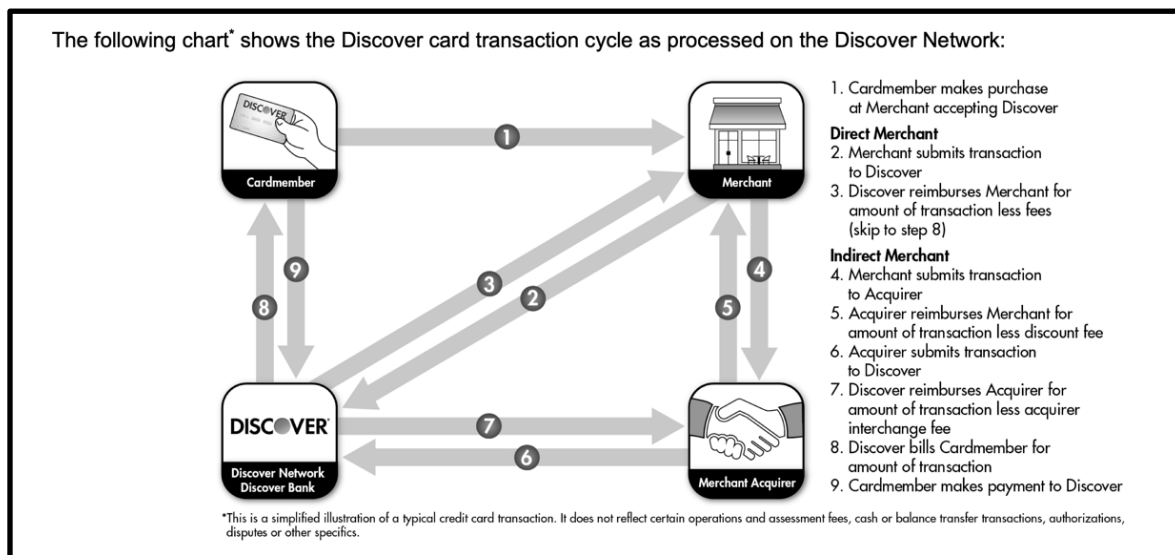 The following chart* shows the Discover card transaction cycle as processed on the Discover Network:
DISCOVER
Cardmember
1
Merchant
9
8
3
2
4
5
DISCOVER
Discover Network
Discover Bank
7
6
Merchant Acquirer
1. Cardmember makes purchase
at Merchant accepting Discover
Direct Merchant
2. Merchant submits transaction
to Discover
3. Discover reimburses Merchant for
amount of transaction less fees
(skip to step 8)
Indirect Merchant
4. Merchant submits transaction
to Acquirer
5. Acquirer reimburses Merchant for
amount of transaction less discount fee
6. Acquirer submits transaction
to Discover
7. Discover reimburses Acquirer for
amount of transaction less acquirer
interchange fee
8. Discover bills Cardmember for
amount of transaction
9. Cardmember makes payment to Discover
*This is a simplified illustration of a typical credit card transaction. It does not reflect certain operations and assessment fees, cash or balance transfer transactions, authorizations,
disputes or other specifics.